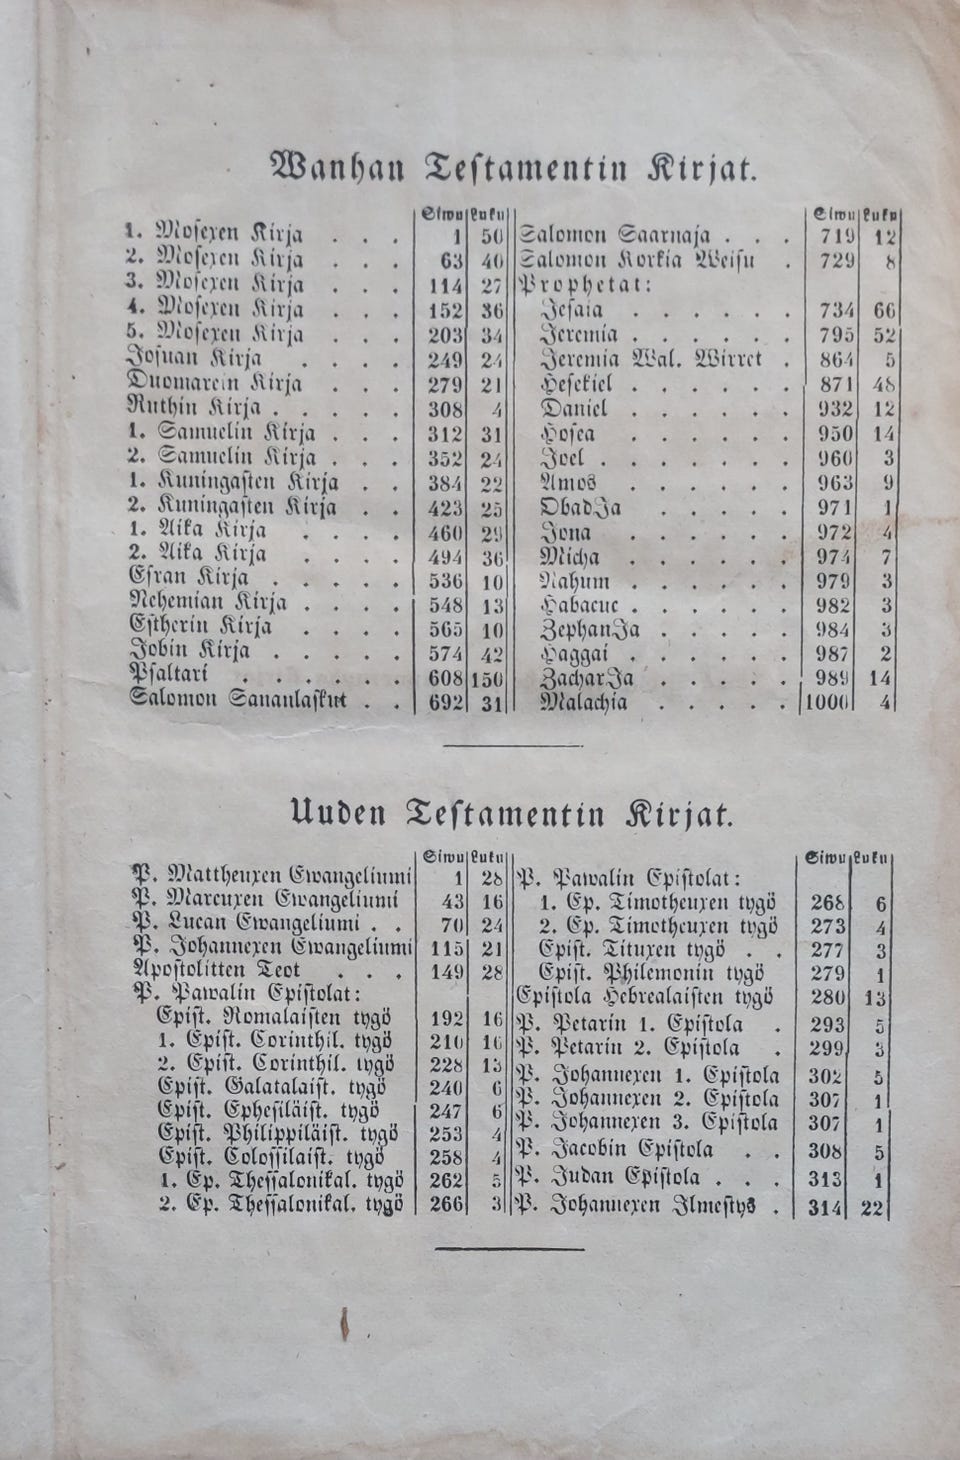 Wanhan Testamentin Kirjat.
Siwu Luku
1. Mosexen Kirja . . . 1 50
2. Mosexen Kirja . . . 63 40
3. Mosexen Kirja . . . 114 27
4. Mosexen Kirja . . . 152 36
5. Mosexen Kirja . . . 203 34
Josuan Kirja . . . . 249 24
Duomarein Kirja . . . 279 21
Ruthin Kirja . . . . . 308 4
1. Samuelin Kirja . . . 312 31
2. Samuelin Kirja . . . 352 24
1. Kuningasten Kirja . . 384 22
2. Kuningasten Kirja . . 423 25
1. Aika Kirja . . . . 460 29
2. Aika Kirja . . . . 494 36
Esran Kirja . . . . . 536 10
Nehemian Kirja . . . . 548 13
Estherin Kirja . . . . 565 10
Jobin Kirja . . . . . 574 42
Psaltari . . . . . . 608 150
Salomon Sananlaskut . . 692 31
Siwu Luku
Salomon Saarnaja . . . 719 12
Salomon Korkia Weisu . 729 8
Prophetat:
Jesaia . . . . . . 734 66
Jeremia . . . . . . 795 52
Jeremia Wal. Wirret . 864 5
Hesekiel . . . . . . 871 48
Daniel . . . . . . 932 12
Hosea . . . . . . 950 14
Joel . . . . . . . 960 3
Amos . . . . . . 963 9
ObadJa . . . . . 971 1
Jona . . . . . . 972 4
Micha . . . . . . 974 7
Nahum . . . . . . 979 3
Habacuc . . . . . . 982 3
ZephanJa . . . . . 984 3
Haggai . . . . . . 987 2
ZacharJa . . . . . 989 14
Malachia . . . . . 1000 4
Uuden Testamentin Kirjat.
Siwu Luku
P. Mattheuxen Ewangeliumi 1 28
P. Marcuxen Ewangeliumi 43 16
P. Lucan Ewangeliumi . . 70 24
P. Johannexen Ewangeliumi 115 21
Apostolitten Teot . . . 149 28
P. Pawalin Epistolat:
Epist. Romalaisten tygö 192 16
1. Epist. Corinthil. tygö 210 16
2. Epist. Corinthil. tygö 228 13
Epist. Galatalaist. tygö 240 6
Epist. Ephesiläist. tygö 247 6
Epist. Philippiläist. tygö 253 4
Epist. Colossilaist. tygö 258 4
1. Ep. Thessalonikal. tygö 262 5
2. Ep. Thessalonikal. tygö 266 3
Siwu Luku
P. Pawalin Epistolat:
1. Ep. Timotheuxen tygö 268 6
2. Ep. Timotheuxen tygö 273 4
Epist. Tituxen tygö . . 277 3
Epist. Philemonin tygö 279 1
Epistola Hebrealaisten tygö 280 13
P. Petarin 1. Epistola . 293 5
P. Petarin 2. Epistola . 299 3
P. Johannexen 1. Epistola 302 5
P. Johannexen 2. Epistola 307 1
P. Johannexen 3. Epistola 307 1
P. Jacobin Epistola . . 308 5
P. Judan Epistola . . . 313 1
P. Johannexen Ilmestys . 314 22